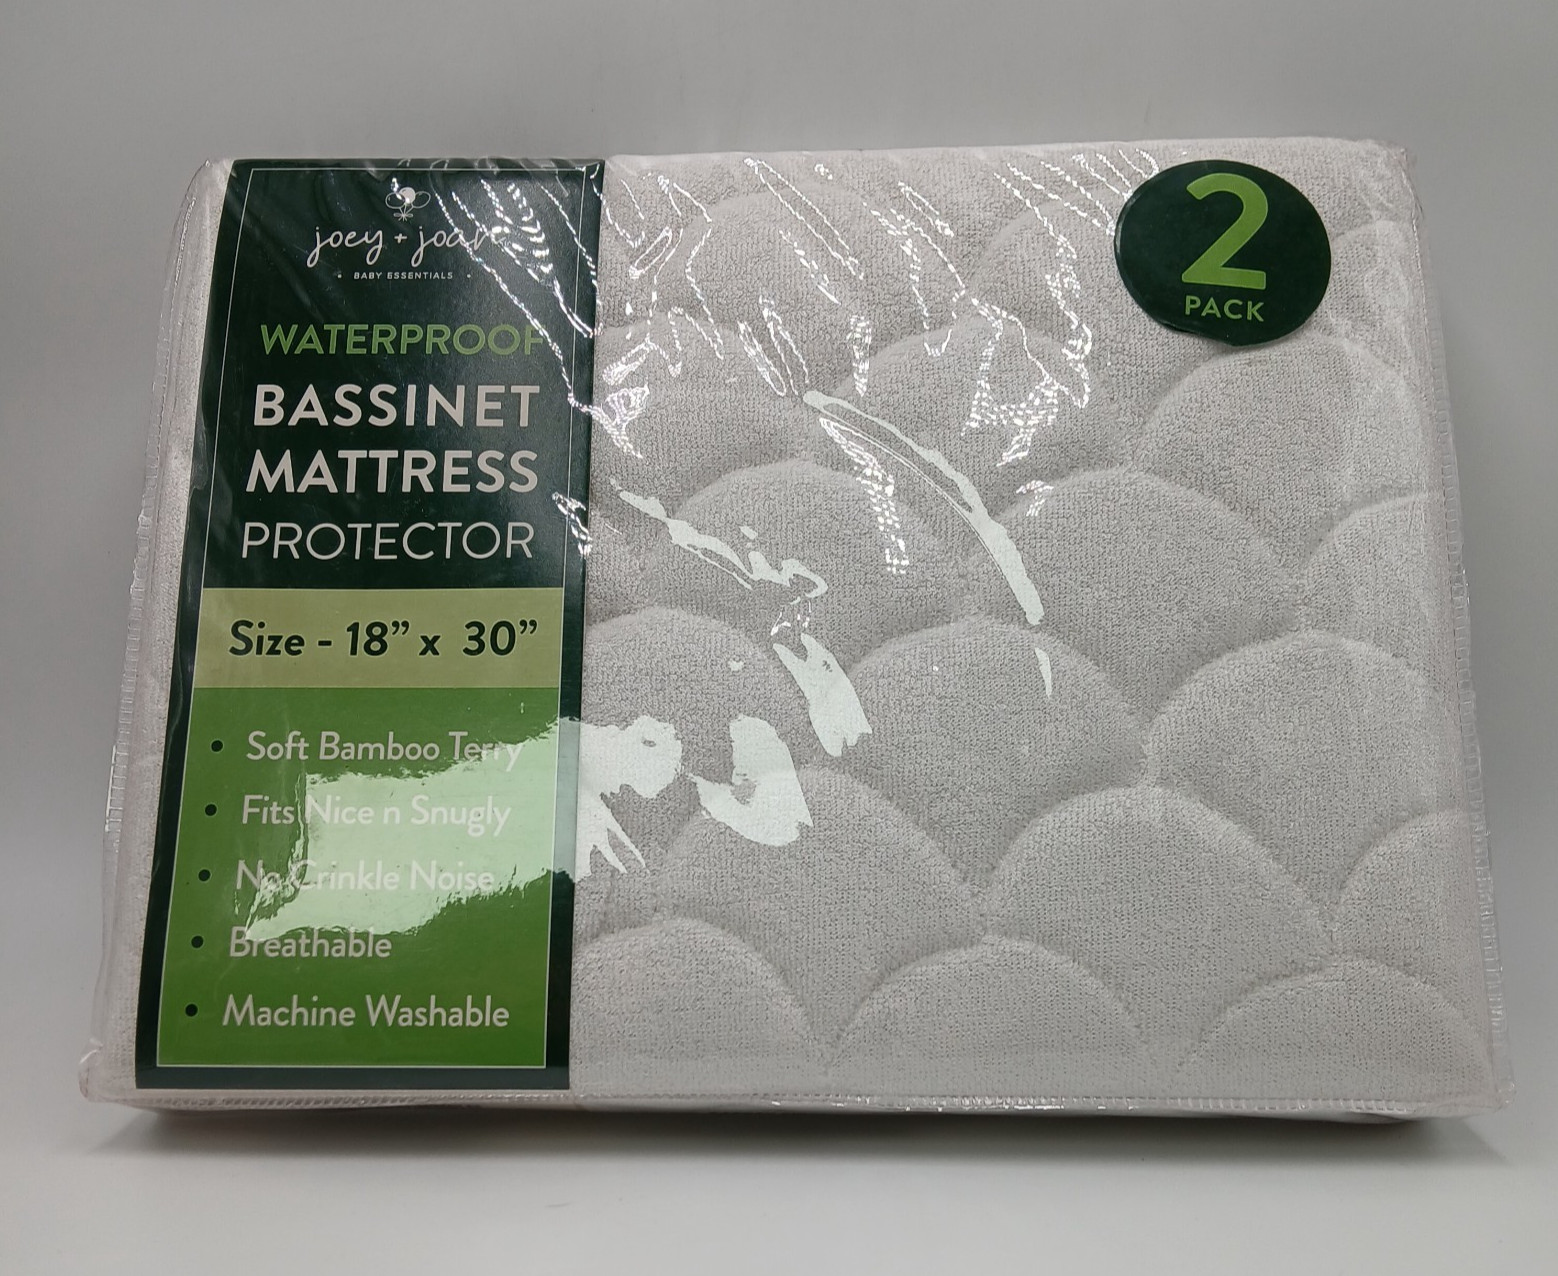 joey + joan
• BABY ESSENTIALS •
WATERPROOF
BASSINET
MATTRESS
PROTECTOR
Size - 18” x 30”
• Soft Bamboo Terry
• Fits Nice n Snugly
• No Crinkle Noise
• Breathable
• Machine Washable
2
PACK